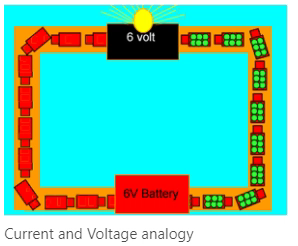 6 volt
6V Battery
Current and Voltage analogy